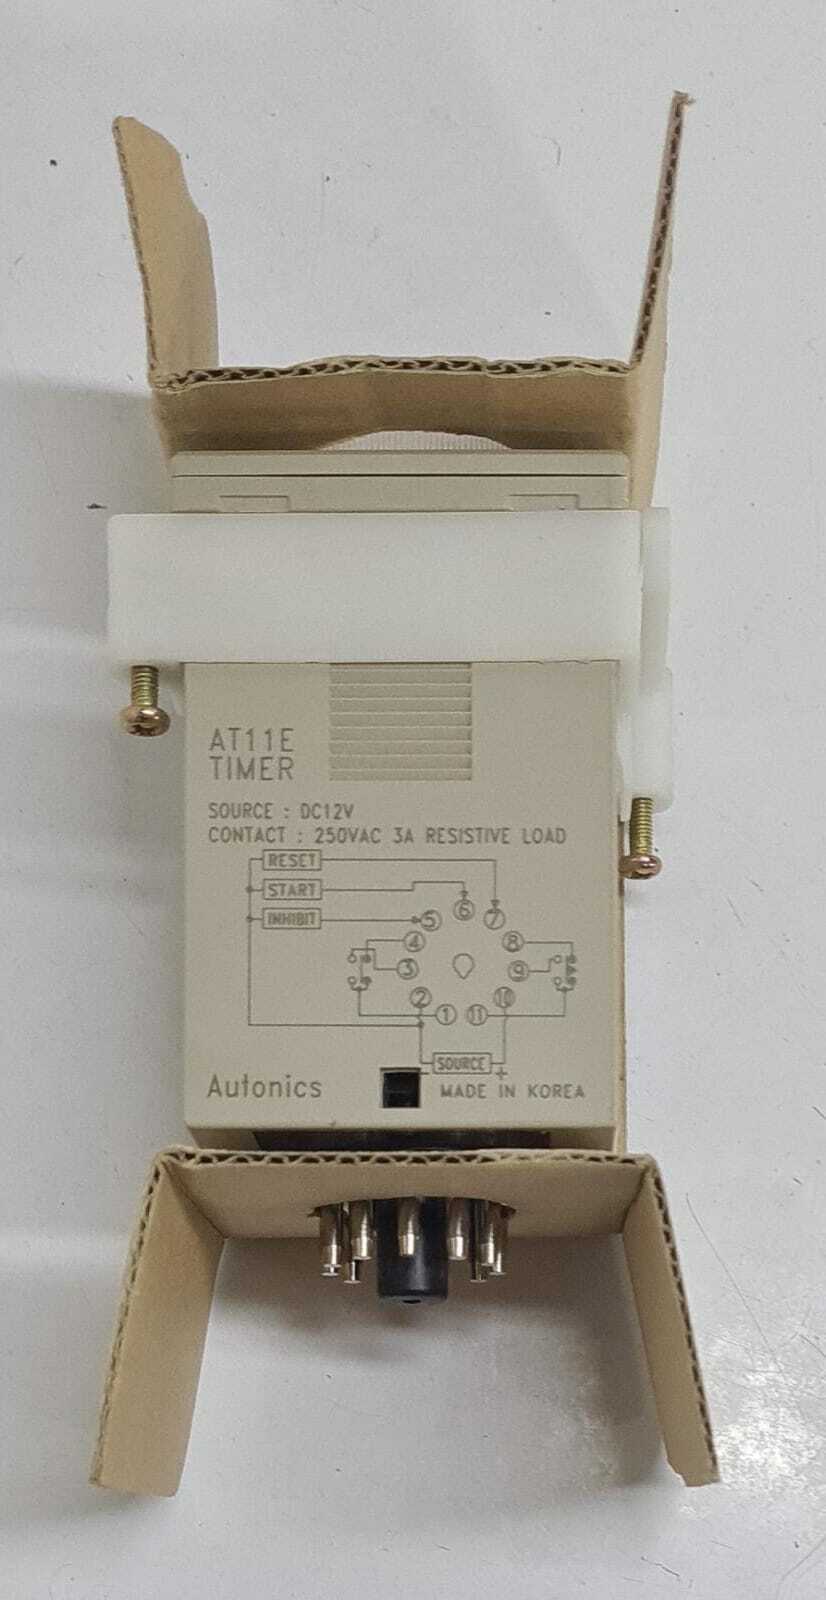 AT11E
TIMER
SOURCE : DC12V
CONTACT : 250VAC 3A RESISTIVE LOAD
RESET
START
INHIBIT
⑤ ⑥ ⑦
④ ⑧
③ ⑨
② ⑩
① ⑪
- SOURCE +
Autonics
MADE IN KOREA